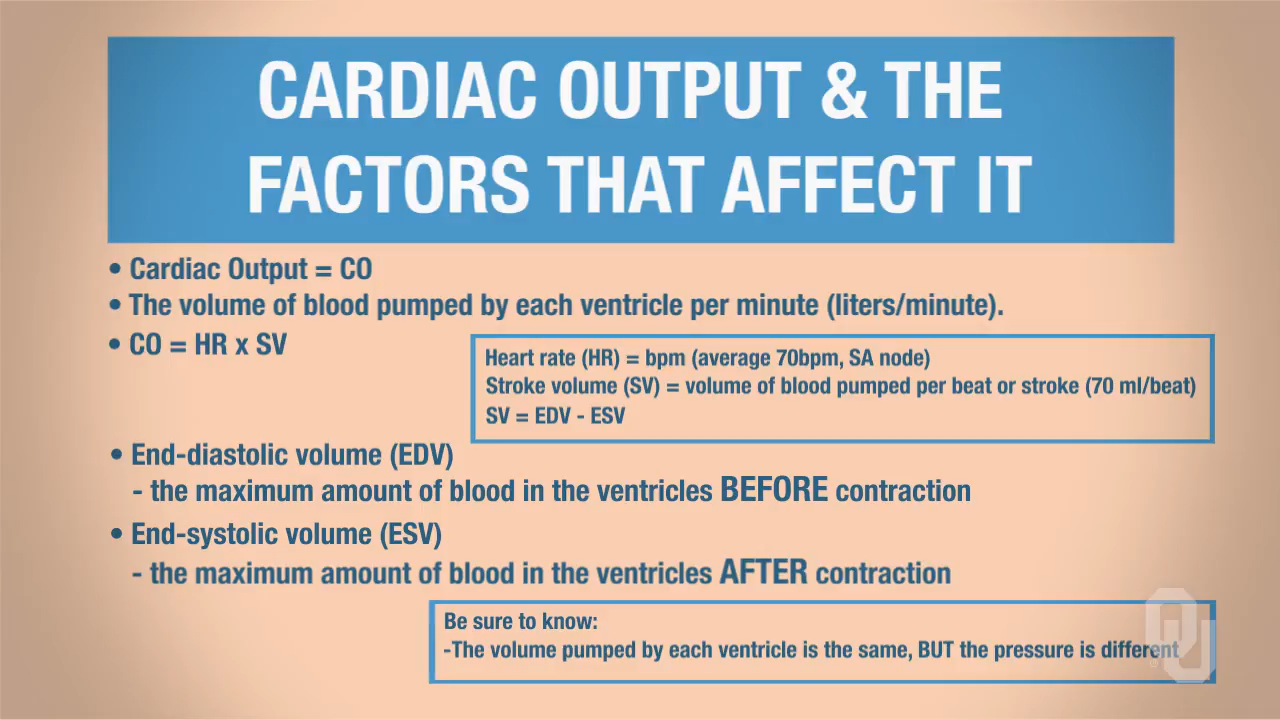 CARDIAC OUTPUT & THE
FACTORS THAT AFFECT IT
• Cardiac Output = CO
• The volume of blood pumped by each ventricle per minute (liters/minute).
• CO = HR x SV
Heart rate (HR) = bpm (average 70bpm, SA node)
Stroke volume (SV) = volume of blood pumped per beat or stroke (70 ml/beat)
SV = EDV - ESV
• End-diastolic volume (EDV)
- the maximum amount of blood in the ventricles BEFORE contraction
• End-systolic volume (ESV)
- the maximum amount of blood in the ventricles AFTER contraction
Be sure to know:
-The volume pumped by each ventricle is the same, BUT the pressure is different
OU